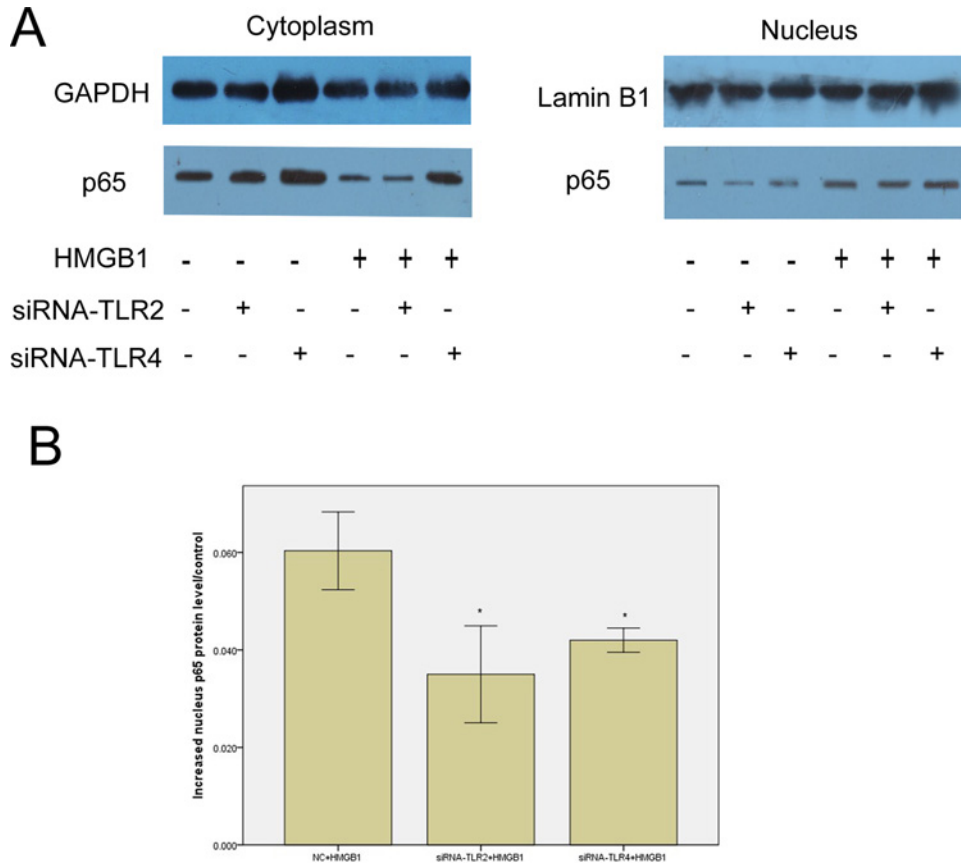 A
Cytoplasm
Nucleus
GAPDH
Lamin B1
p65
p65
HMGB1 - - - + + +
- - - + + +
siRNA-TLR2 - + - - + -
- + - - + -
siRNA-TLR4 - - + - - +
- - + - - +
B
Increased nucleus p65 protein level/control
0.060
0.040
0.020
0.000
*
*
NC+HMGB1
siRNA-TLR2+HMGB1
siRNA-TLR4+HMGB1